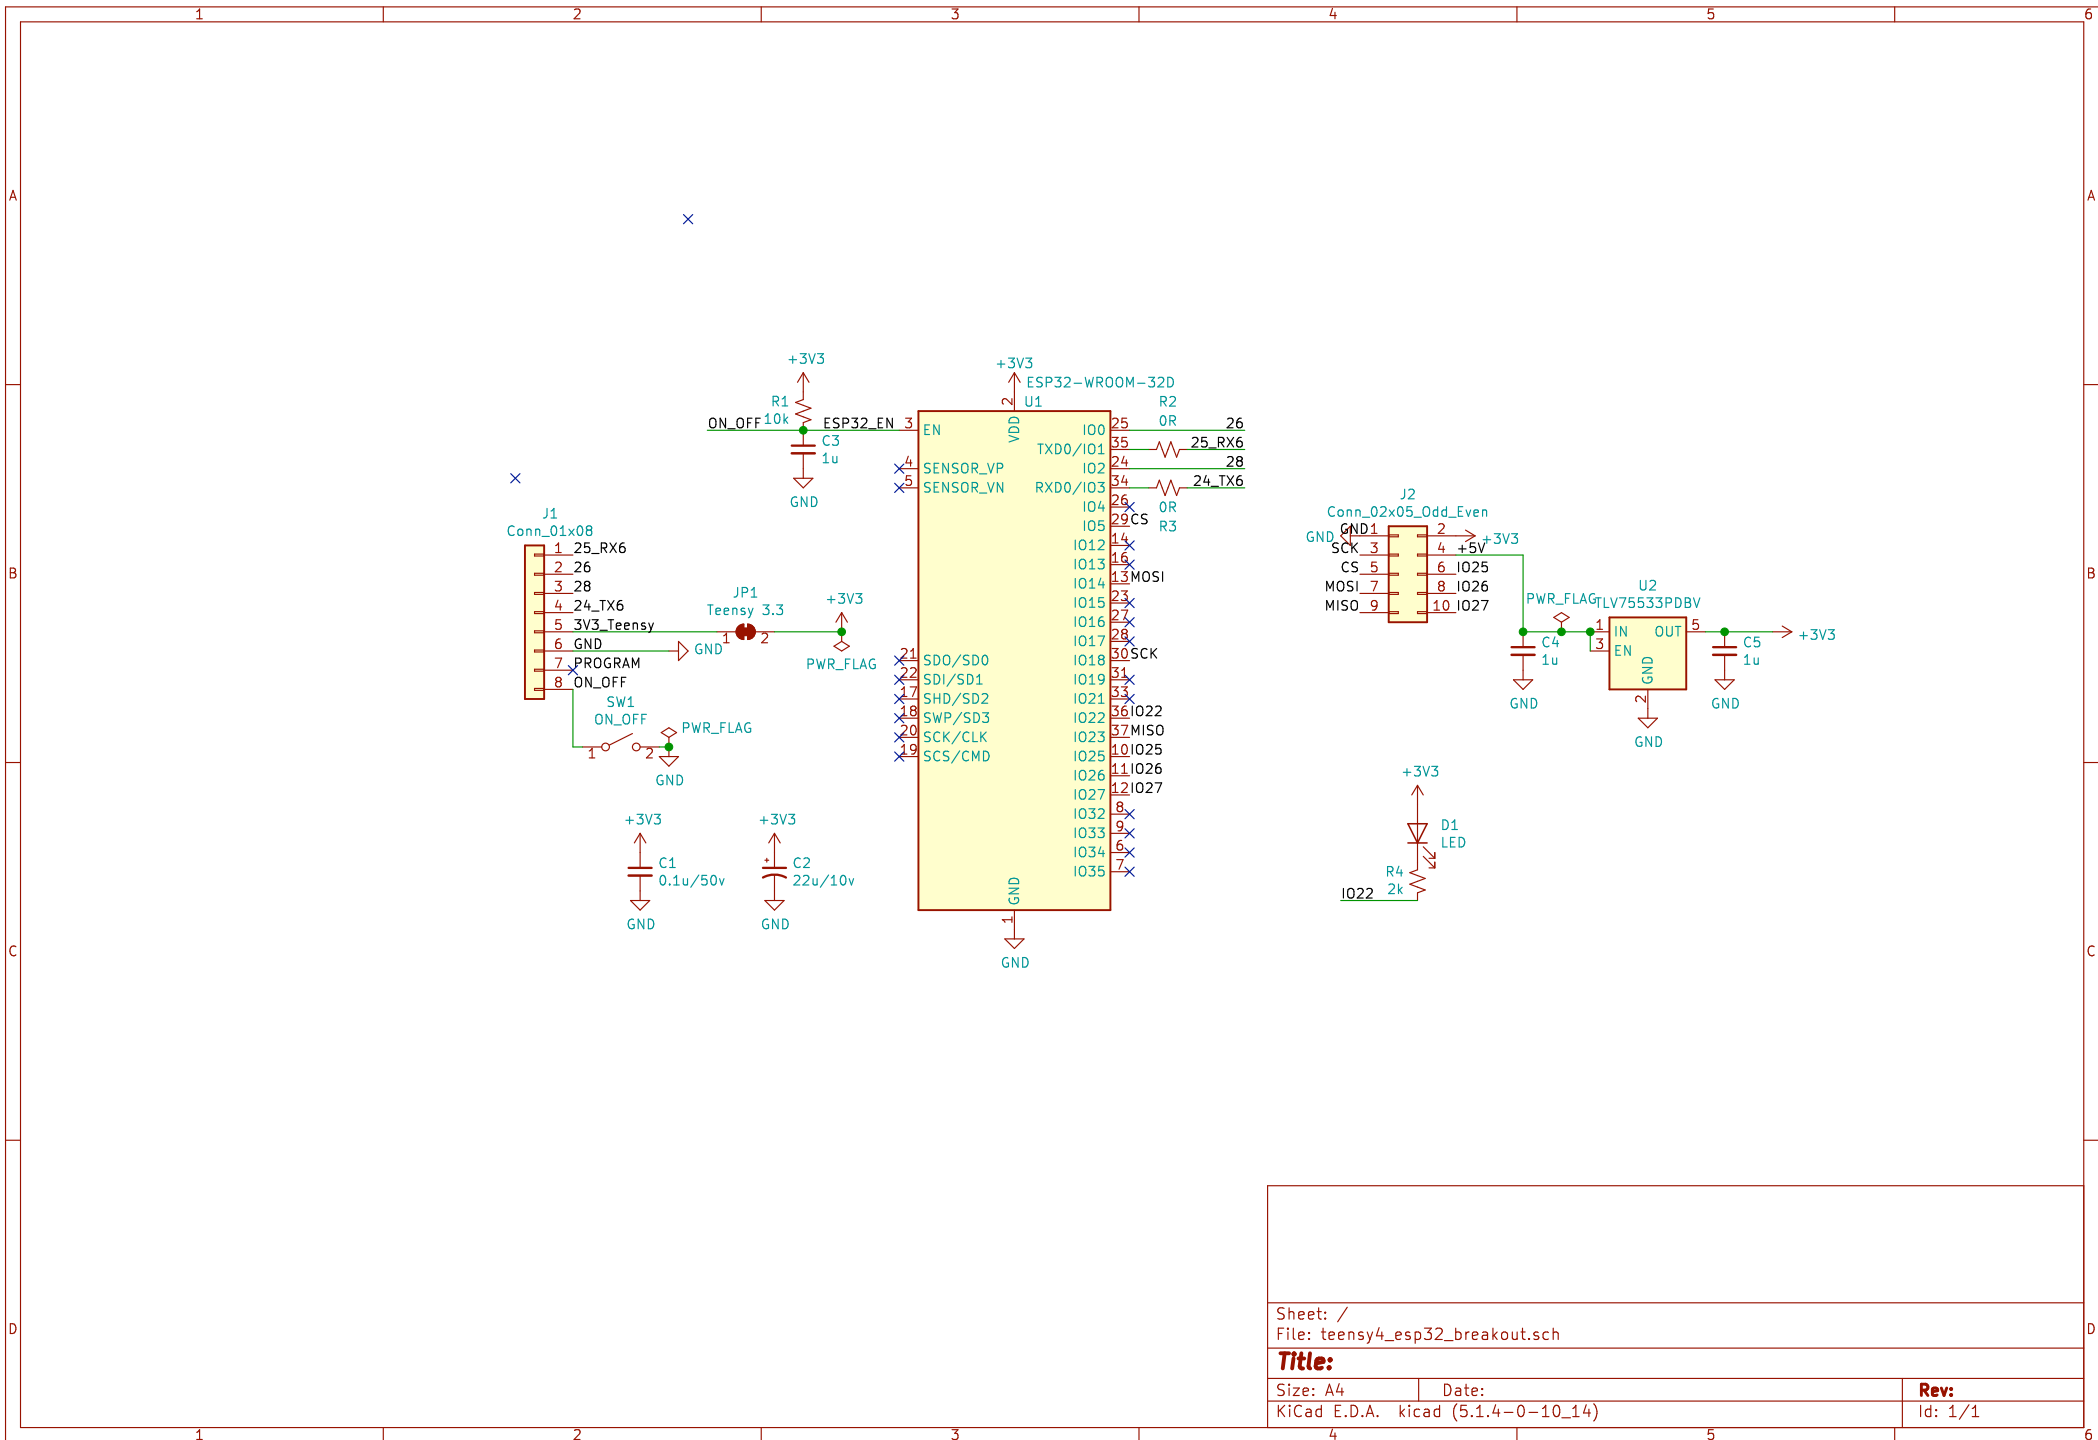 1 2 3 4 5 6
A A
B B
C C
D D
+3V3
R1
10k
ON_OFF
ESP32_EN
C3
1u
GND
+3V3
ESP32-WROOM-32D
U1
2
VDD
3 EN
4 SENSOR_VP
5 SENSOR_VN
21 SDO/SD0
22 SDI/SD1
17 SHD/SD2
18 SWP/SD3
20 SCK/CLK
19 SCS/CMD
IO0 25 26
TXD0/IO1 35 25_RX6
IO2 24 28
RXD0/IO3 34 24_TX6
IO4 26
IO5 29 CS
IO12 14
IO13 16
IO14 13 MOSI
IO15 23
IO16 27
IO17 28
IO18 30 SCK
IO19 31
IO21 33
IO22 36 IO22
IO23 37 MISO
IO25 10 IO25
IO26 11 IO26
IO27 12 IO27
IO32 8
IO33 9
IO34 6
IO35 7
GND
1
GND
R2
0R
0R
R3
J1
Conn_01x08
1 25_RX6
2 26
3 28
4 24_TX6
5 3V3_Teensy
6 GND
7 PROGRAM
8 ON_OFF
GND
JP1
Teensy 3.3
1 2
+3V3
PWR_FLAG
SW1
ON_OFF
1 2
PWR_FLAG
GND
+3V3
C1
0.1u/50v
GND
+3V3
+
C2
22u/10v
GND
J2
Conn_02x05_Odd_Even
GND GND 1 2 +3V3
SCK 3 4 +5V
CS 5 6 IO25
MOSI 7 8 IO26
MISO 9 10 IO27
PWR_FLAG
U2
TLV75533PDBV
1 IN OUT 5
3 EN
GND
2
GND
C4
1u
GND
C5
1u
GND
+3V3
+3V3
D1
LED
R4
2k
IO22
Sheet: /
File: teensy4_esp32_breakout.sch
Title:
Size: A4 Date: Rev:
KiCad E.D.A. kicad (5.1.4-0-10_14) Id: 1/1
1 2 3 4 5 6